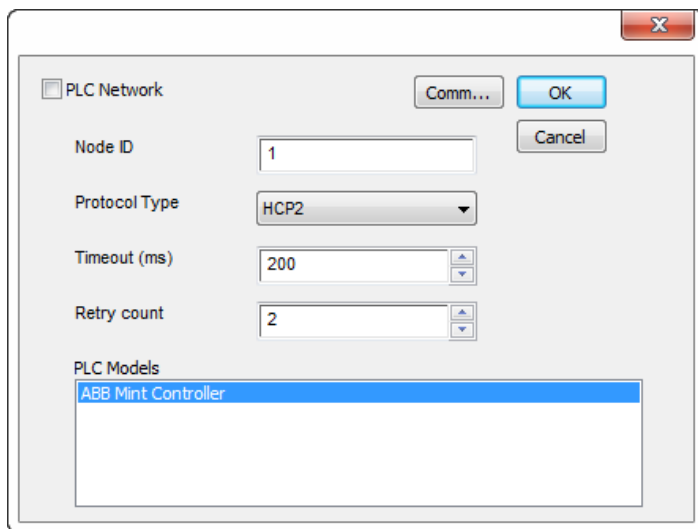 PLC Network
Comm...
OK
Cancel
Node ID
1
Protocol Type
HCP2
Timeout (ms)
200
Retry count
2
PLC Models
ABB Mint Controller